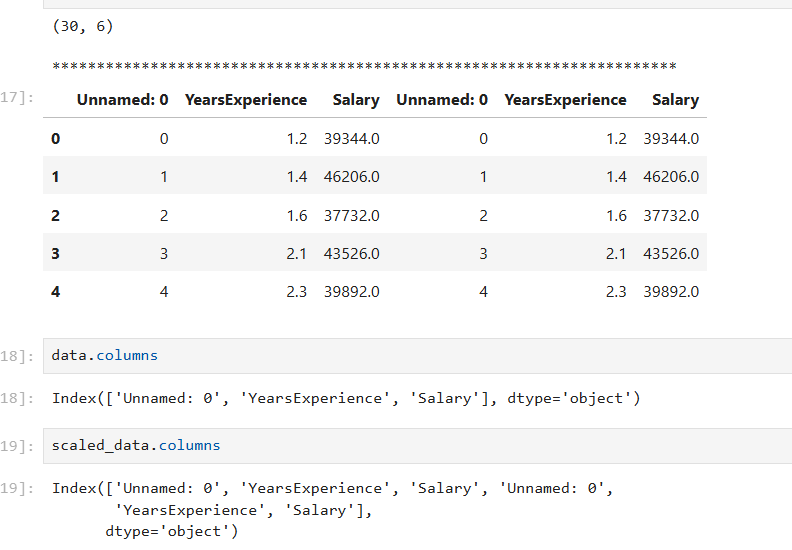 (30, 6)
**********************************************************************
17]:
Unnamed: 0 YearsExperience Salary Unnamed: 0 YearsExperience Salary
0 0 1.2 39344.0 0 1.2 39344.0
1 1 1.4 46206.0 1 1.4 46206.0
2 2 1.6 37732.0 2 1.6 37732.0
3 3 2.1 43526.0 3 2.1 43526.0
4 4 2.3 39892.0 4 2.3 39892.0
18]: data.columns
18]: Index(['Unnamed: 0', 'YearsExperience', 'Salary'], dtype='object')
19]: scaled_data.columns
19]: Index(['Unnamed: 0', 'YearsExperience', 'Salary', 'Unnamed: 0',
'YearsExperience', 'Salary'],
dtype='object')